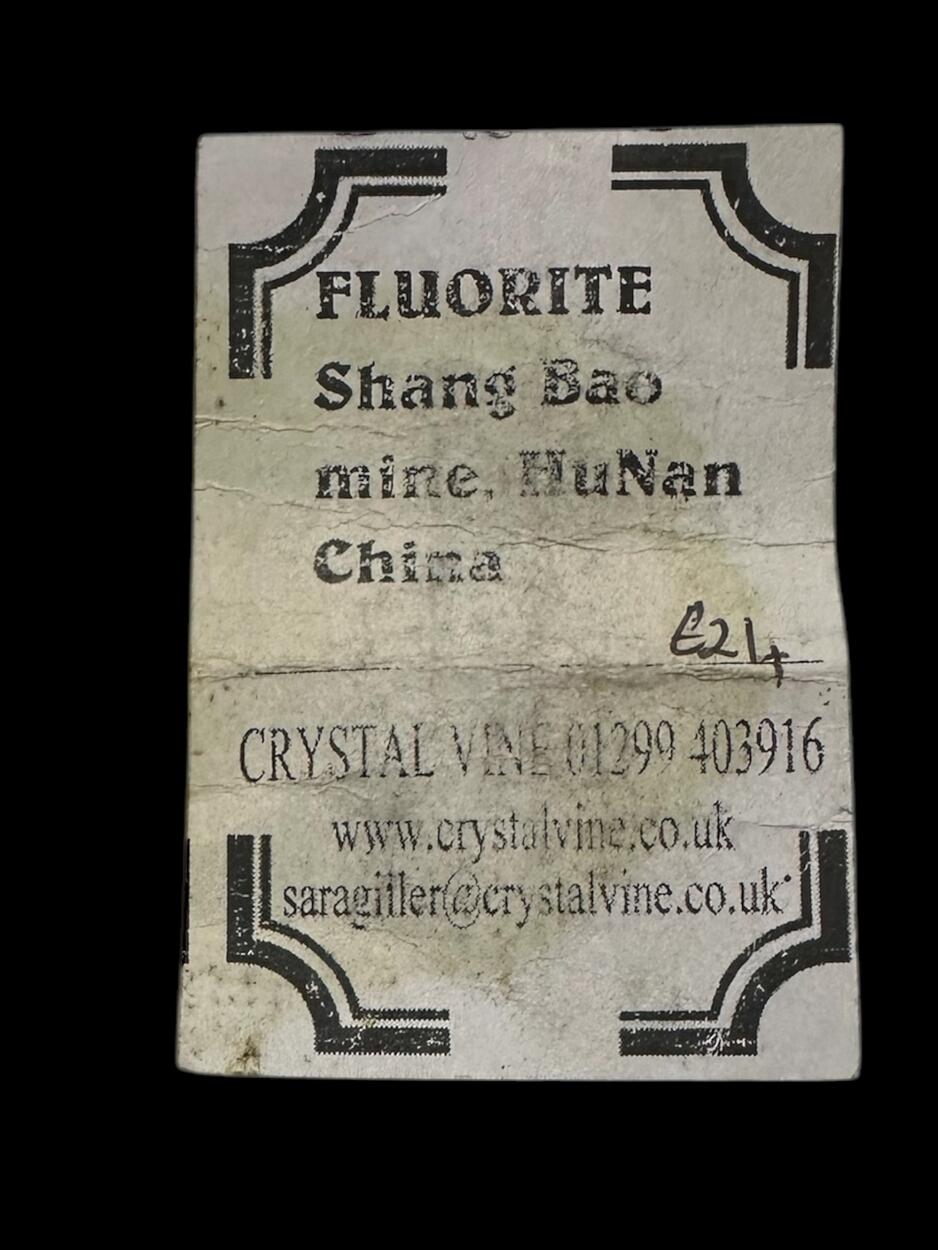 FLUORITE
Shang Bao
mine, HuNan
China
£21
CRYSTAL VINE 01299 403916
www.crystalvine.co.uk
saragiller@crystalvine.co.uk